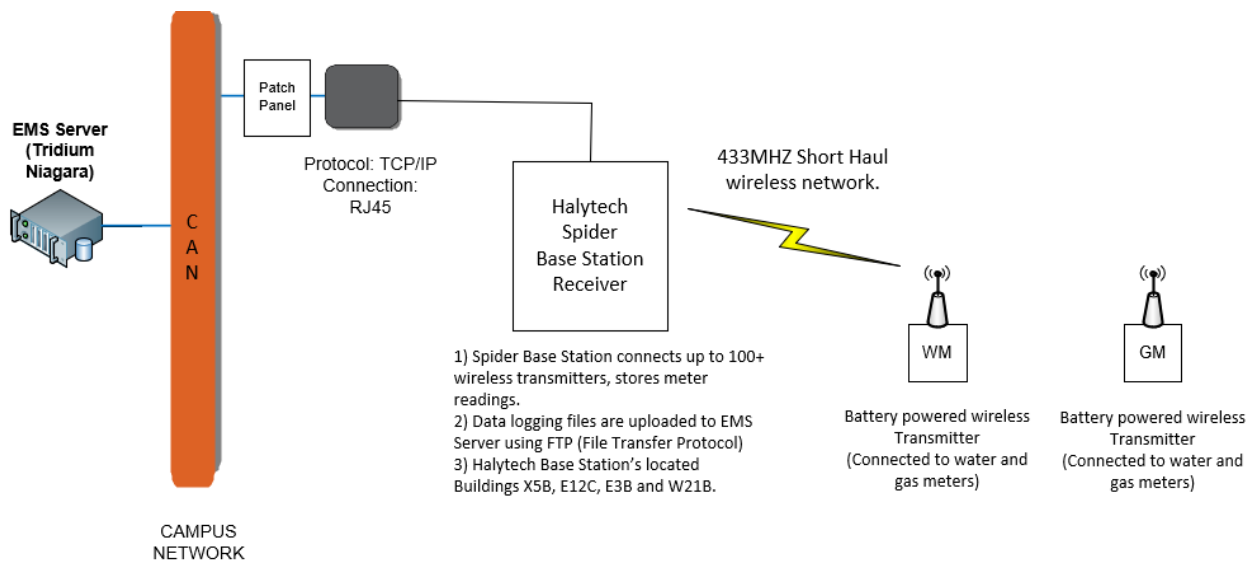 EMS Server
(Tridium
Niagara)
C
A
N
CAMPUS
NETWORK
Patch
Panel
Protocol: TCP/IP
Connection:
RJ45
Halytech
Spider
Base Station
Receiver
1) Spider Base Station connects up to 100+
wireless transmitters, stores meter
readings.
2) Data logging files are uploaded to EMS
Server using FTP (File Transfer Protocol)
3) Halytech Base Station's located
Buildings X5B, E12C, E3B and W21B.
433MHZ Short Haul
wireless network.
WM
Battery powered wireless
Transmitter
(Connected to water and
gas meters)
GM
Battery powered wireless
Transmitter
(Connected to water and
gas meters)